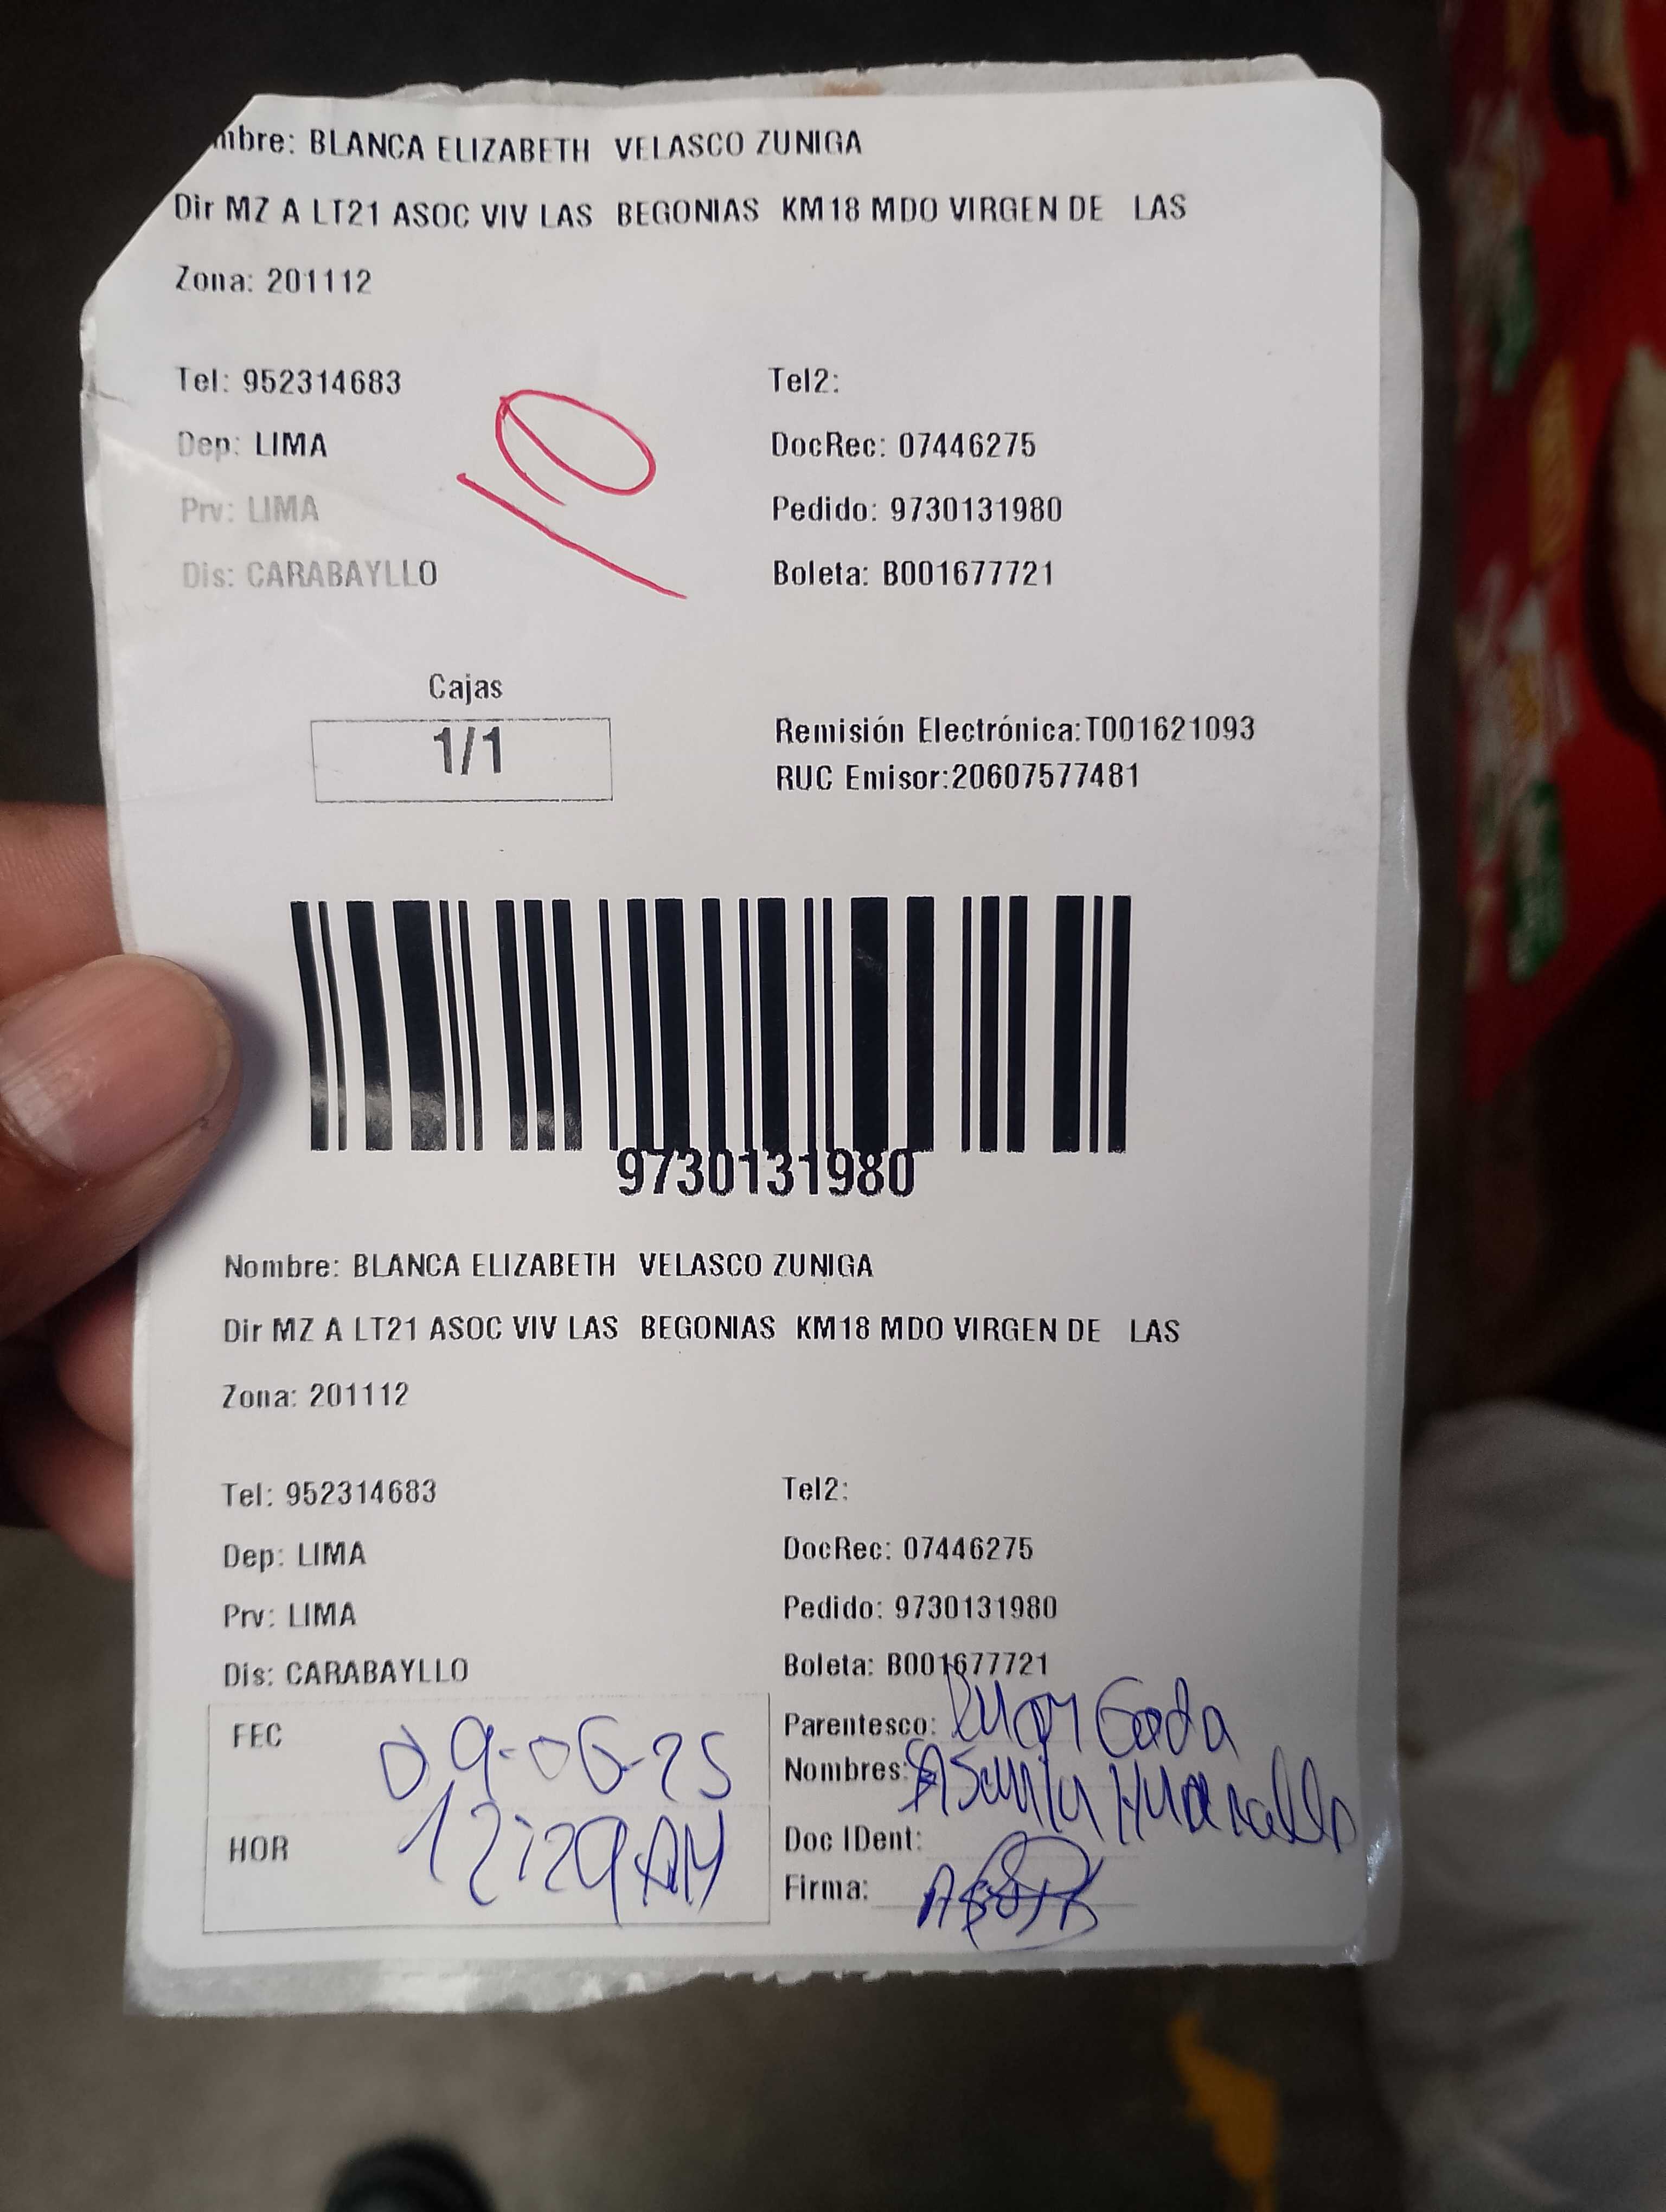 mbre: BLANCA ELIZABETH VELASCO ZUNIGA
Dir MZ A LT21 ASOC VIV LAS BEGONIAS KM18 MDO VIRGEN DE LAS
Zona: 201112
Tel: 952314683 Tel2:
10
Dep: LIMA DocRec: 07446275
Prv: LIMA Pedido: 9730131980
Dis: CARABAYLLO Boleta: B001677721
Cajas
1/1
Remisión Electrónica:T001621093
RUC Emisor:20607577481
9730131980
Nombre: BLANCA ELIZABETH VELASCO ZUNIGA
Dir MZ A LT21 ASOC VIV LAS BEGONIAS KM18 MDO VIRGEN DE LAS
Zona: 201112
Tel: 952314683 Tel2:
Dep: LIMA DocRec: 07446275
Prv: LIMA Pedido: 9730131980
Dis: CARABAYLLO Boleta: B001677721
FEC 09-06-25 Parentesco:
Nombres:
HOR 12:29 AM Doc IDent:
Firma: